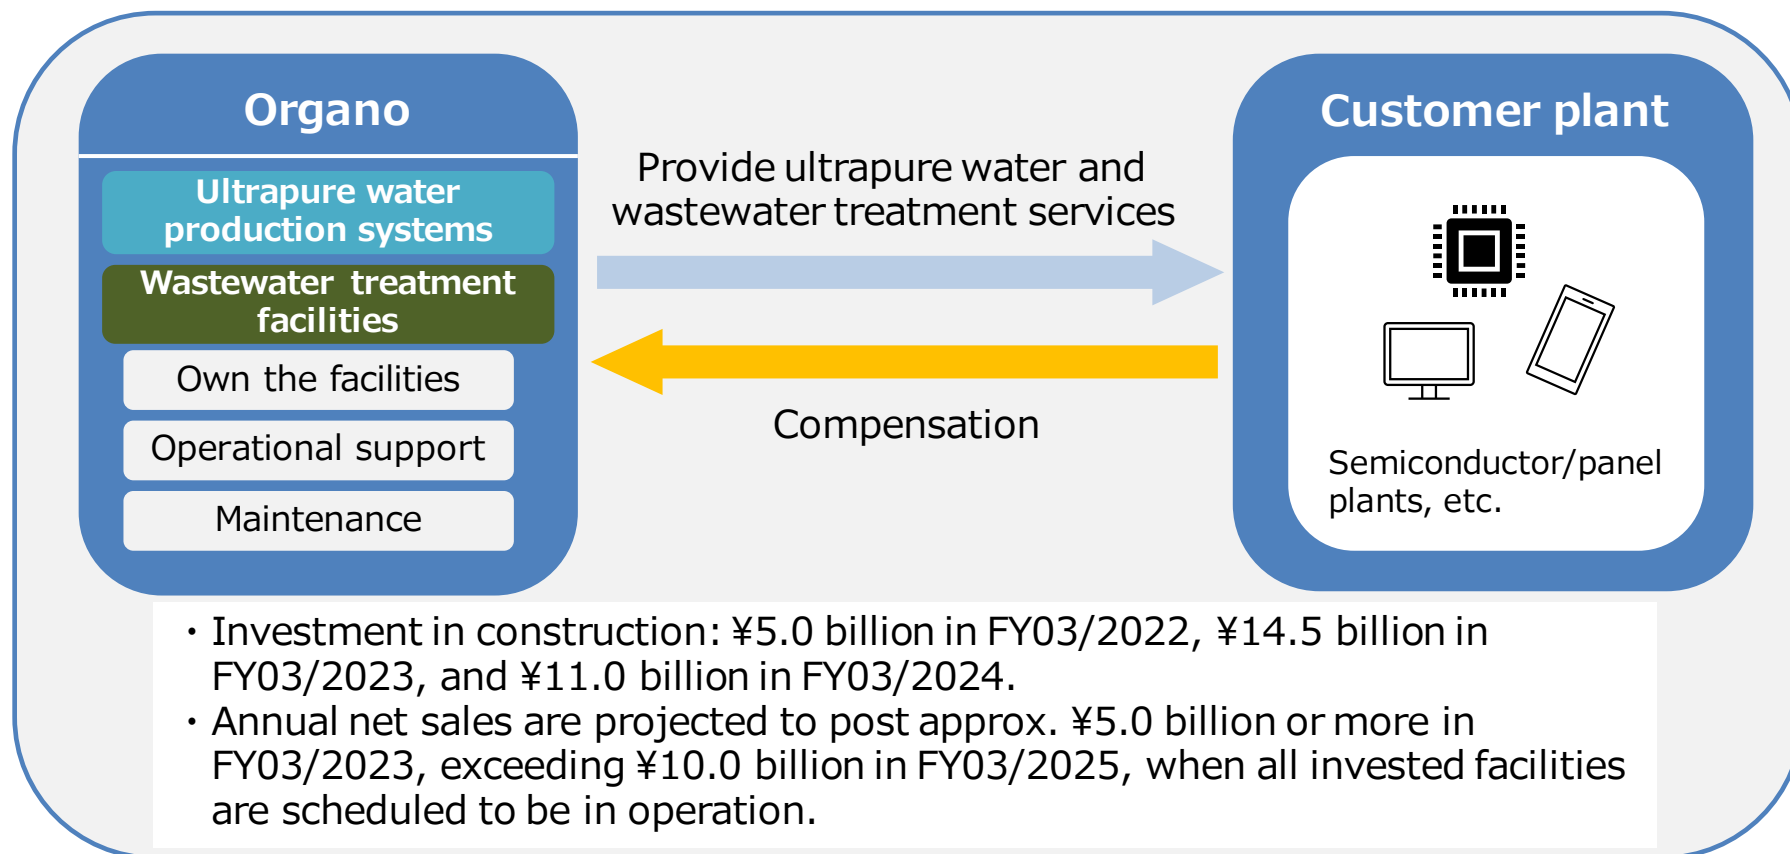 Organo
Ultrapure water
production systems
Wastewater treatment
facilities
Own the facilities
Operational support
Maintenance
Provide ultrapure water and
wastewater treatment services
Compensation
Customer plant
Semiconductor/panel
plants, etc.
・Investment in construction: ¥5.0 billion in FY03/2022, ¥14.5 billion in
FY03/2023, and ¥11.0 billion in FY03/2024.
・Annual net sales are projected to post approx. ¥5.0 billion or more in
FY03/2023, exceeding ¥10.0 billion in FY03/2025, when all invested facilities
are scheduled to be in operation.